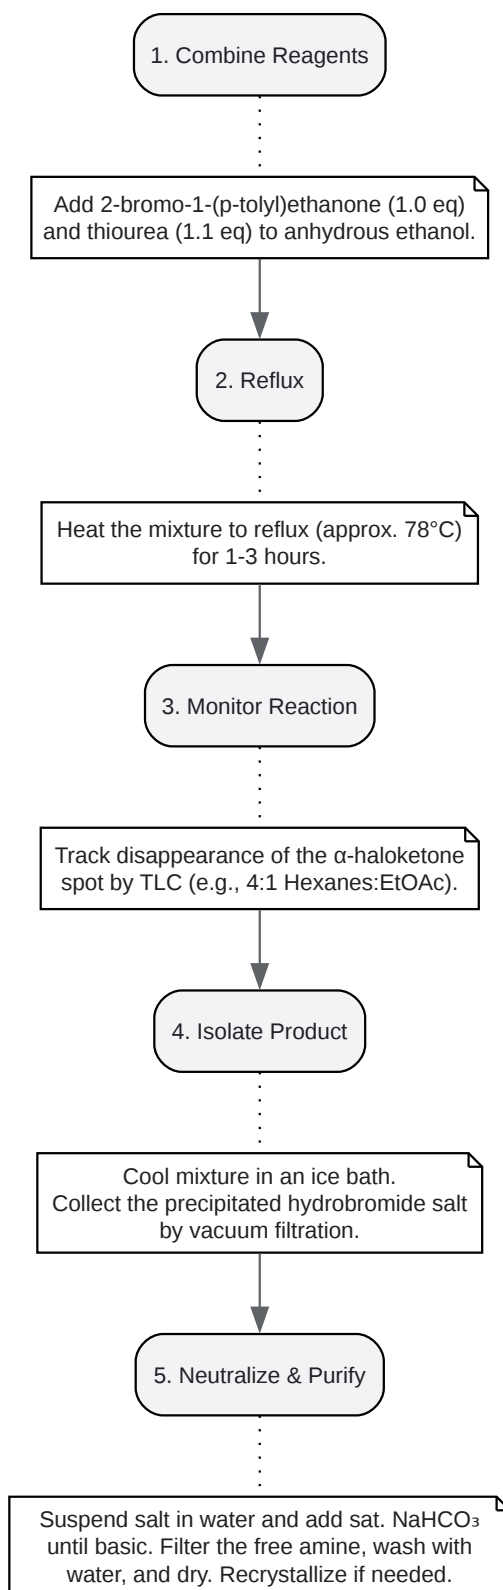 1. Combine Reagents
Add 2-bromo-1-(p-tolyl)ethanone (1.0 eq)
and thiourea (1.1 eq) to anhydrous ethanol.
2. Reflux
Heat the mixture to reflux (approx. 78°C)
for 1-3 hours.
3. Monitor Reaction
Track disappearance of the α-haloketone
spot by TLC (e.g., 4:1 Hexanes:EtOAc).
4. Isolate Product
Cool mixture in an ice bath.
Collect the precipitated hydrobromide salt
by vacuum filtration.
5. Neutralize & Purify
Suspend salt in water and add sat. NaHCO₃
until basic. Filter the free amine, wash with
water, and dry. Recrystallize if needed.